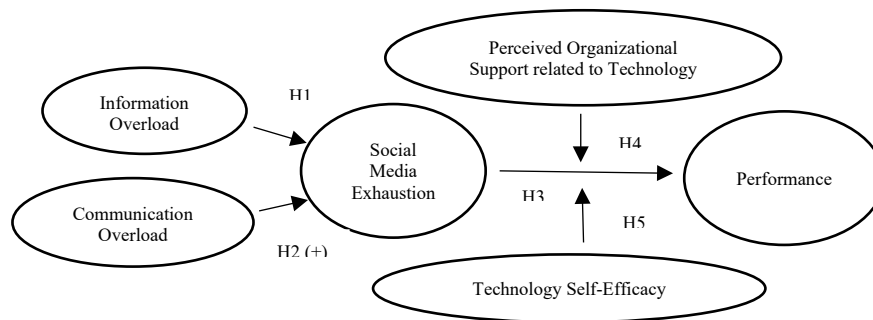 Perceived Organizational
Support related to Technology
Information
Overload
H1
Social
Media
Exhaustion
H4
H3
Performance
Communication
Overload
H2 (+)
H5
Technology Self-Efficacy